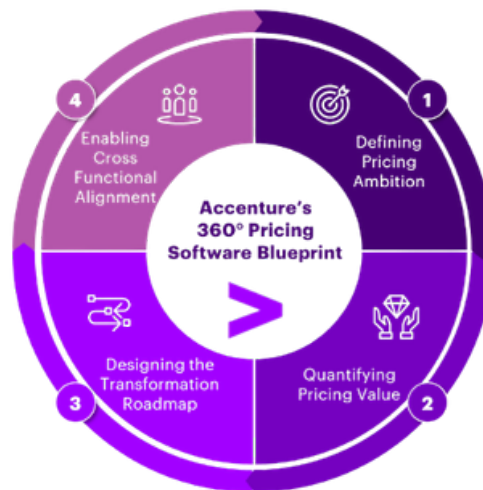 4
Enabling
Cross
Functional
Alignment
1
Defining
Pricing
Ambition
Accenture's
360° Pricing
Software Blueprint
>
Designing the
Transformation
Roadmap
3
Quantifying
Pricing Value
2